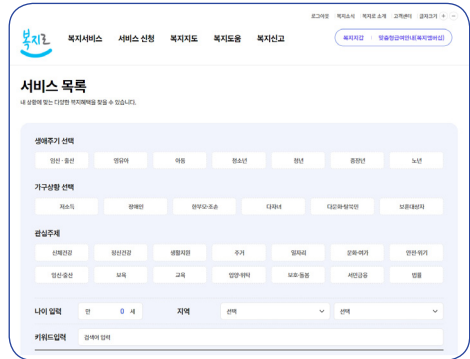 로그아웃 복지소식 복지로 소개 고객센터 글자크기 + -
복지로 복지서비스 서비스 신청 복지지도 복지도움 복지신고 복지지갑 맞춤형급여안내(복지멤버십)
서비스 목록
내 상황에 맞는 다양한 복지혜택을 찾을 수 있습니다.
생애주기 선택
임신·출산 영유아 아동 청소년 청년 중장년 노년
가구상황 선택
저소득 장애인 한부모·조손 다자녀 다문화·탈북민 보훈대상자
관심주제
신체건강 정신건강 생활지원 주거 일자리 문화·여가 안전·위기
임신·출산 보육 교육 입양·위탁 보호·돌봄 서민금융 법률
나이 입력 만 0 세 지역 선택 선택
키워드입력 검색어 입력